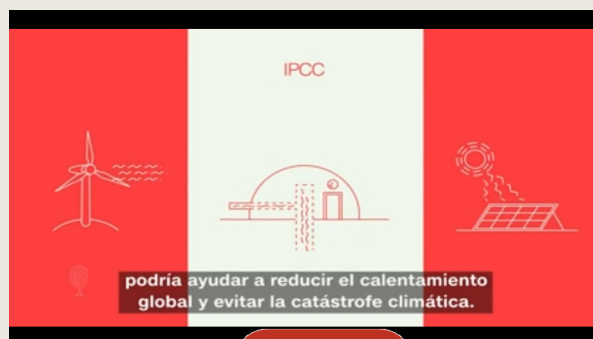 IPCC
podría ayudar a reducir el calentamiento
global y evitar la catástrofe climática.